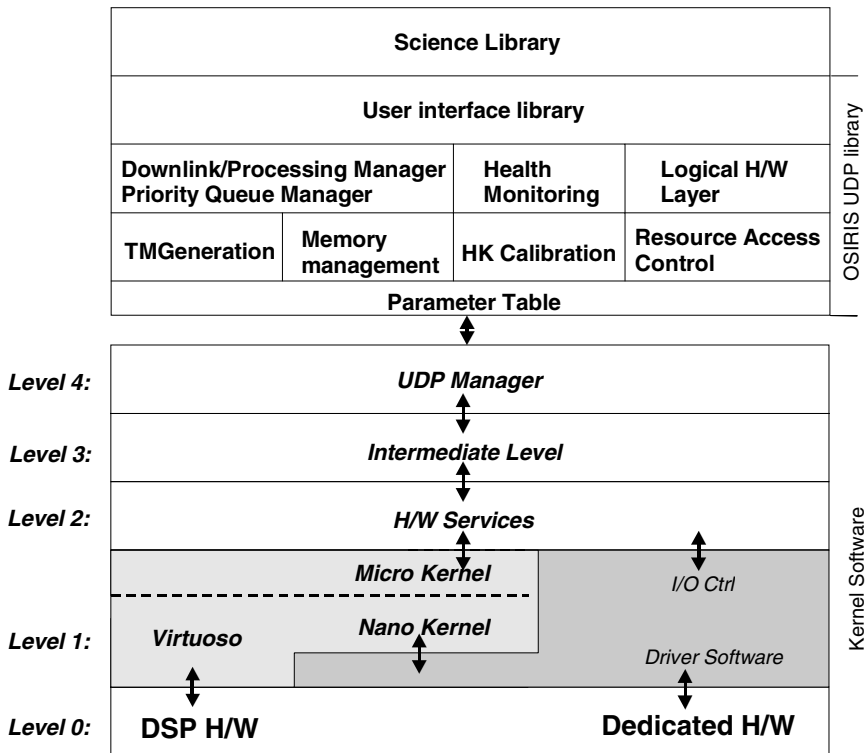 Science Library
User interface library
Downlink/Processing Manager
Priority Queue Manager
Health
Monitoring
Logical H/W
Layer
TMGeneration
Memory
management
HK Calibration
Resource Access
Control
Parameter Table
OSIRIS UDP library
Level 4:
UDP Manager
Level 3:
Intermediate Level
Level 2:
H/W Services
Micro Kernel
I/O Ctrl
Level 1:
Virtuoso
Nano Kernel
Driver Software
Level 0:
DSP H/W
Dedicated H/W
Kernel Software